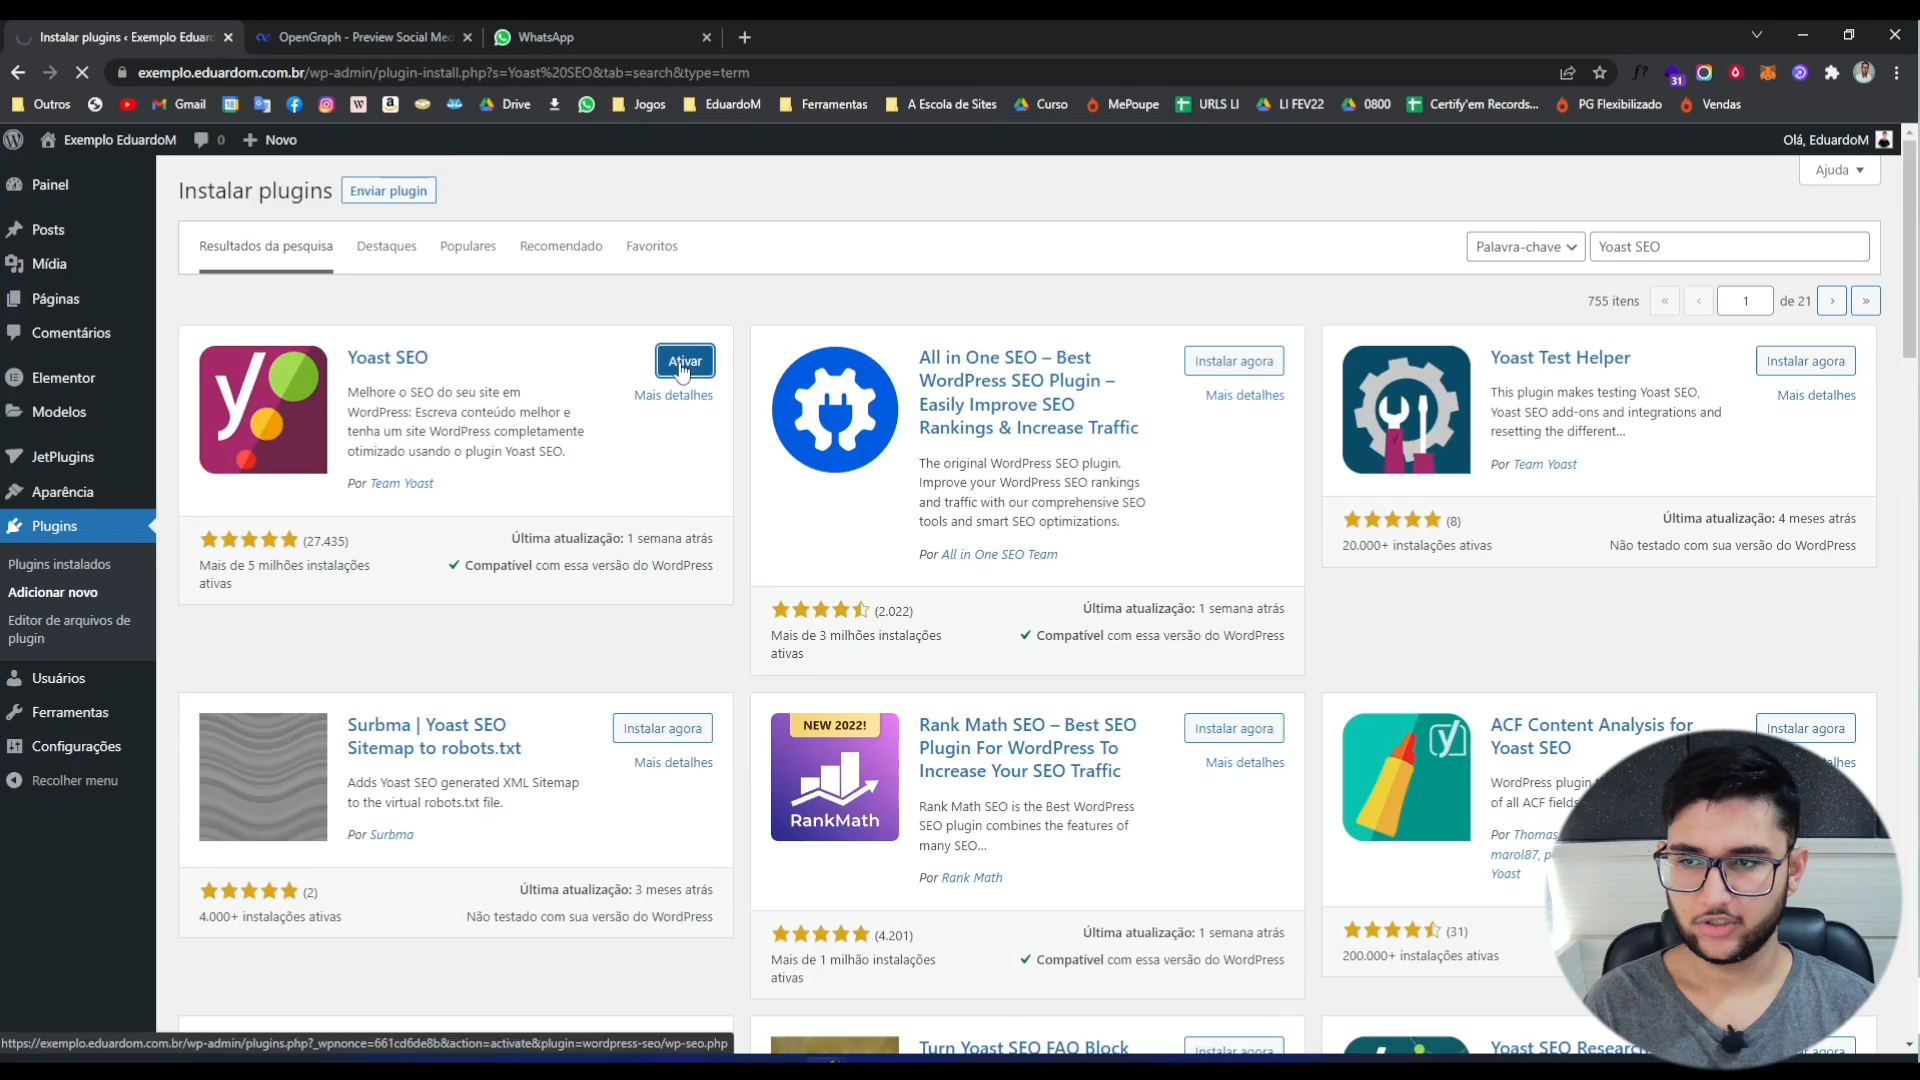 Instalar plugins ‹ Exemplo Eduar
OpenGraph - Preview Social Me
WhatsApp
exemplo.eduardom.com.br/wp-admin/plugin-install.php?s=Yoast%20SEO&tab=search&type=term
f?
31
Outros
Gmail
Drive
Jogos
EduardoM
Ferramentas
A Escola de Sites
Curso
MePoupe
URLS LI
LI FEV22
0800
Certify'em Records...
PG Flexibilizado
Vendas
Exemplo EduardoM
0
Novo
Olá, EduardoM
Painel
Posts
Mídia
Páginas
Comentários
Elementor
Modelos
JetPlugins
Aparência
Plugins
Plugins instalados
Adicionar novo
Editor de arquivos de
plugin
Usuários
Ferramentas
Configurações
Recolher menu
Ajuda
Instalar plugins
Enviar plugin
Resultados da pesquisa
Destaques
Populares
Recomendado
Favoritos
Palavra-chave
Yoast SEO
755 itens
«
‹
1
de 21
›
»
Yoast SEO
Ativar
Mais detalhes
Melhore o SEO do seu site em
WordPress: Escreva conteúdo melhor e
tenha um site WordPress completamente
otimizado usando o plugin Yoast SEO.
Por Team Yoast
(27.435)
Mais de 5 milhões instalações
ativas
Última atualização: 1 semana atrás
Compatível com essa versão do WordPress
All in One SEO – Best
WordPress SEO Plugin –
Easily Improve SEO
Rankings & Increase Traffic
Instalar agora
Mais detalhes
The original WordPress SEO plugin.
Improve your WordPress SEO rankings
and traffic with our comprehensive SEO
tools and smart SEO optimizations.
Por All in One SEO Team
(2.022)
Mais de 3 milhões instalações
ativas
Última atualização: 1 semana atrás
Compatível com essa versão do WordPress
Yoast Test Helper
Instalar agora
Mais detalhes
This plugin makes testing Yoast SEO,
Yoast SEO add-ons and integrations and
resetting the different...
Por Team Yoast
(8)
20.000+ instalações ativas
Última atualização: 4 meses atrás
Não testado com sua versão do WordPress
Surbma | Yoast SEO
Sitemap to robots.txt
Instalar agora
Mais detalhes
Adds Yoast SEO generated XML Sitemap
to the virtual robots.txt file.
Por Surbma
(2)
4.000+ instalações ativas
Última atualização: 3 meses atrás
Não testado com sua versão do WordPress
NEW 2022!
RankMath
Rank Math SEO – Best SEO
Plugin For WordPress To
Increase Your SEO Traffic
Instalar agora
Mais detalhes
Rank Math SEO is the Best WordPress
SEO plugin combines the features of
many SEO...
Por Rank Math
(4.201)
Mais de 1 milhão instalações
ativas
Última atualização: 1 semana atrás
Compatível com essa versão do WordPress
ACF Content Analysis for
Yoast SEO
Instalar agora
WordPress plugin
of all ACF fields
Por Thomas
marol87, p
Yoast
(31)
200.000+ instalações ativas
Turn Yoast SEO FAQ Block
Instalar agora
Yoast SEO Researc
https://exemplo.eduardom.com.br/wp-admin/plugins.php?_wpnonce=661cd6de8b&action=activate&plugin=wordpress-seo/wp-seo.php